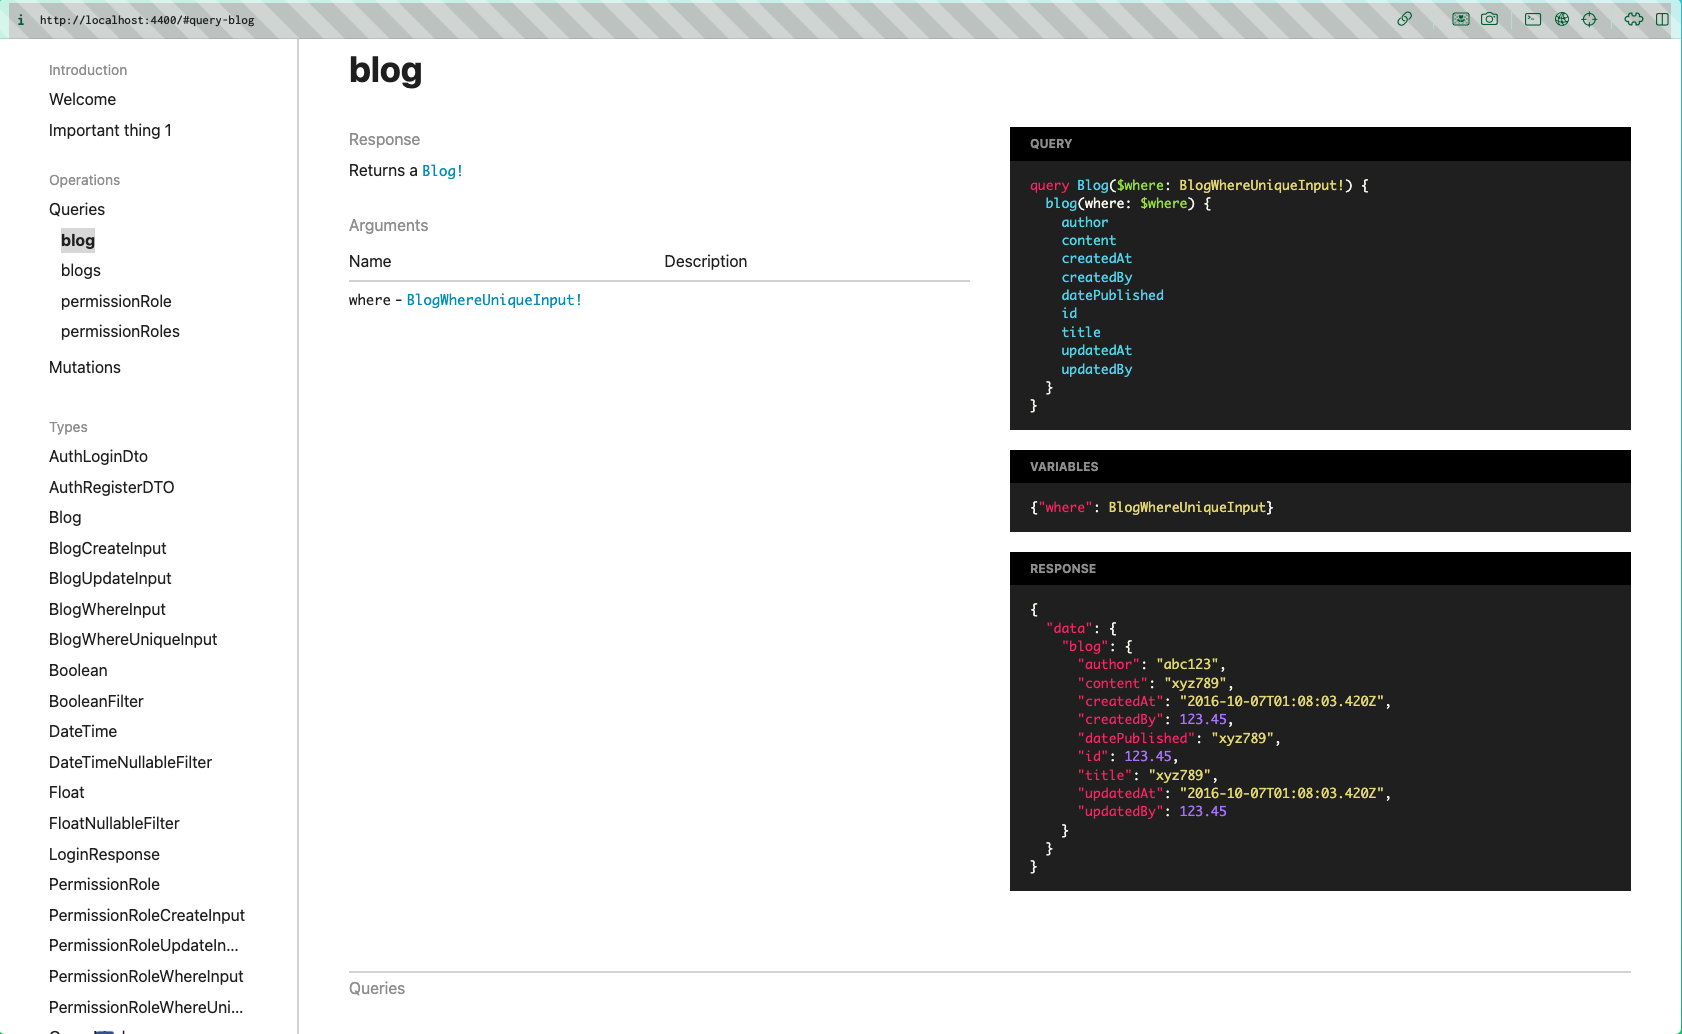 i http://localhost:4400/#query-blog
Introduction
Welcome
Important thing 1
Operations
Queries
blog
blogs
permissionRole
permissionRoles
Mutations
Types
AuthLoginDto
AuthRegisterDTO
Blog
BlogCreateInput
BlogUpdateInput
BlogWhereInput
BlogWhereUniqueInput
Boolean
BooleanFilter
DateTime
DateTimeNullableFilter
Float
FloatNullableFilter
LoginResponse
PermissionRole
PermissionRoleCreateInput
PermissionRoleUpdateIn...
PermissionRoleWhereInput
PermissionRoleWhereUni...
blog
Response
Returns a Blog!
Arguments
Name Description
where - BlogWhereUniqueInput!
QUERY
query Blog($where: BlogWhereUniqueInput!) {
  blog(where: $where) {
    author
    content
    createdAt
    createdBy
    datePublished
    id
    title
    updatedAt
    updatedBy
  }
}
VARIABLES
{"where": BlogWhereUniqueInput}
RESPONSE
{
  "data": {
    "blog": {
      "author": "abc123",
      "content": "xyz789",
      "createdAt": "2016-10-07T01:08:03.420Z",
      "createdBy": 123.45,
      "datePublished": "xyz789",
      "id": 123.45,
      "title": "xyz789",
      "updatedAt": "2016-10-07T01:08:03.420Z",
      "updatedBy": 123.45
    }
  }
}
Queries